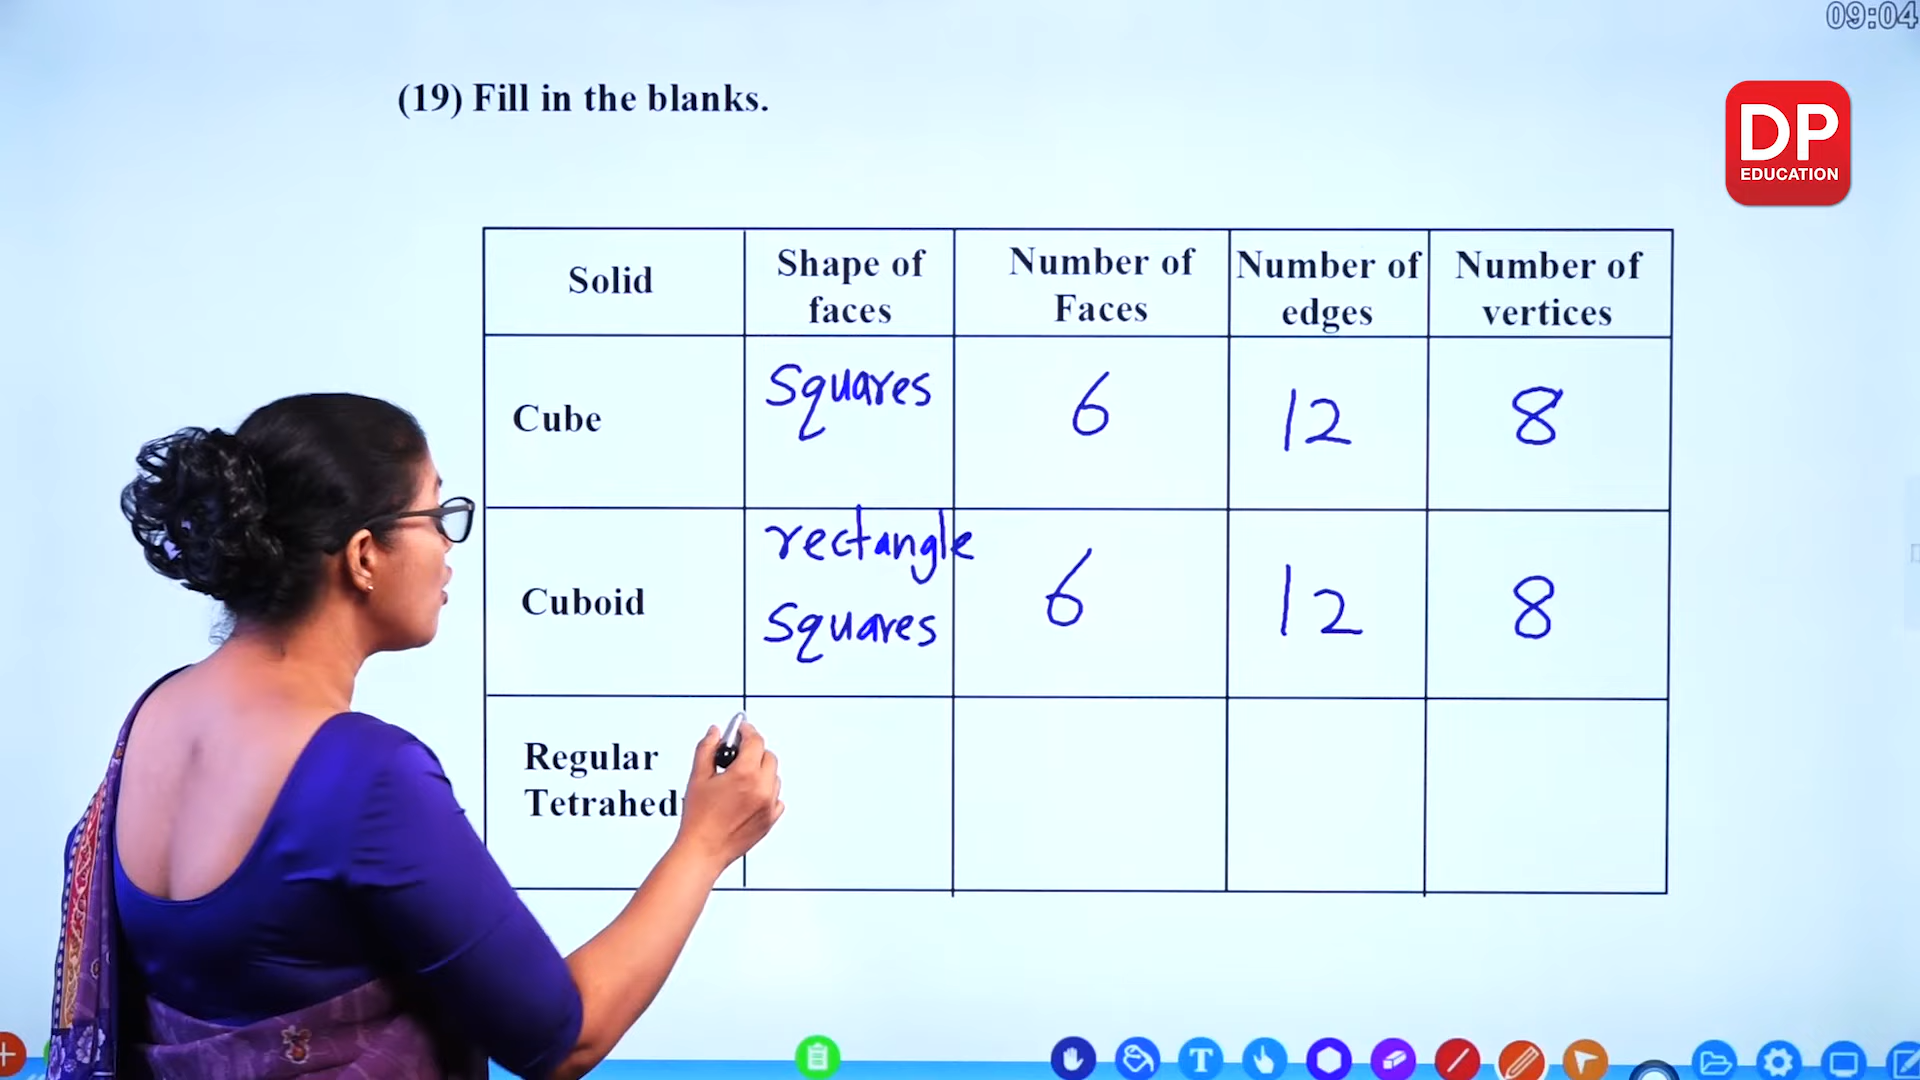 09:04
(19) Fill in the blanks.
DP
EDUCATION
Solid
Shape of
faces
Number of
Faces
Number of
edges
Number of
vertices
Cube
Squares
6
12
8
Cuboid
rectangle
Squares
6
12
8
Regular